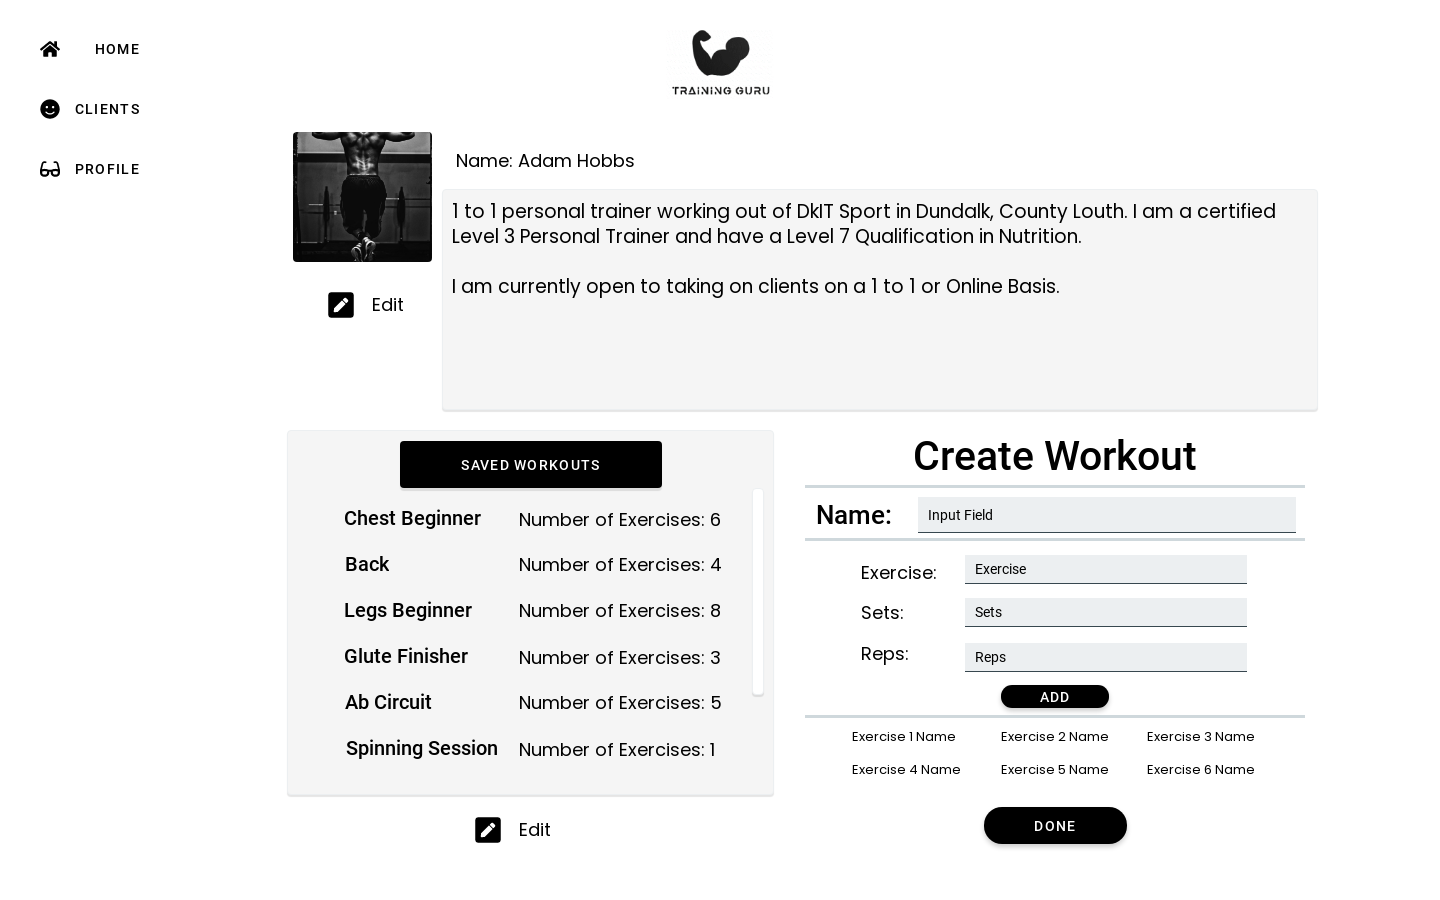 HOME
CLIENTS
PROFILE
TRAINING GURU
Name: Adam Hobbs
1 to 1 personal trainer working out of DkIT Sport in Dundalk, County Louth. I am a certified
Level 3 Personal Trainer and have a Level 7 Qualification in Nutrition.
I am currently open to taking on clients on a 1 to 1 or Online Basis.
Edit
SAVED WORKOUTS
Chest Beginner Number of Exercises: 6
Back Number of Exercises: 4
Legs Beginner Number of Exercises: 8
Glute Finisher Number of Exercises: 3
Ab Circuit Number of Exercises: 5
Spinning Session Number of Exercises: 1
Edit
Create Workout
Name: Input Field
Exercise: Exercise
Sets: Sets
Reps: Reps
ADD
Exercise 1 Name Exercise 2 Name Exercise 3 Name
Exercise 4 Name Exercise 5 Name Exercise 6 Name
DONE